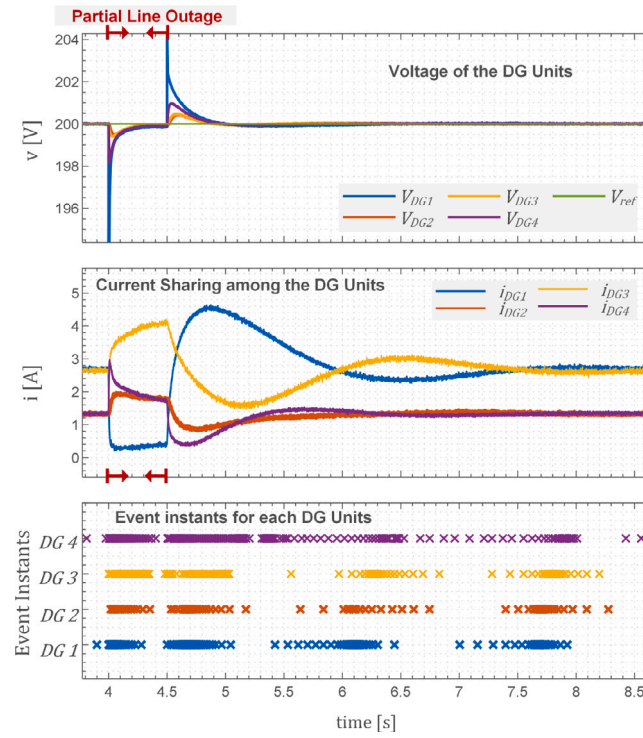 Partial Line Outage
204
202
200
198
196
v [V]
Voltage of the DG Units
V_DG1 V_DG3 V_ref
V_DG2 V_DG4
Current Sharing among the DG Units
i_DG1 i_DG3
i_DG2 i_DG4
5
4
3
2
1
0
i [A]
Event instants for each DG Units
DG 4
DG 3
DG 2
DG 1
Event Instants
4 4.5 5 5.5 6 6.5 7 7.5 8 8.5
time [s]